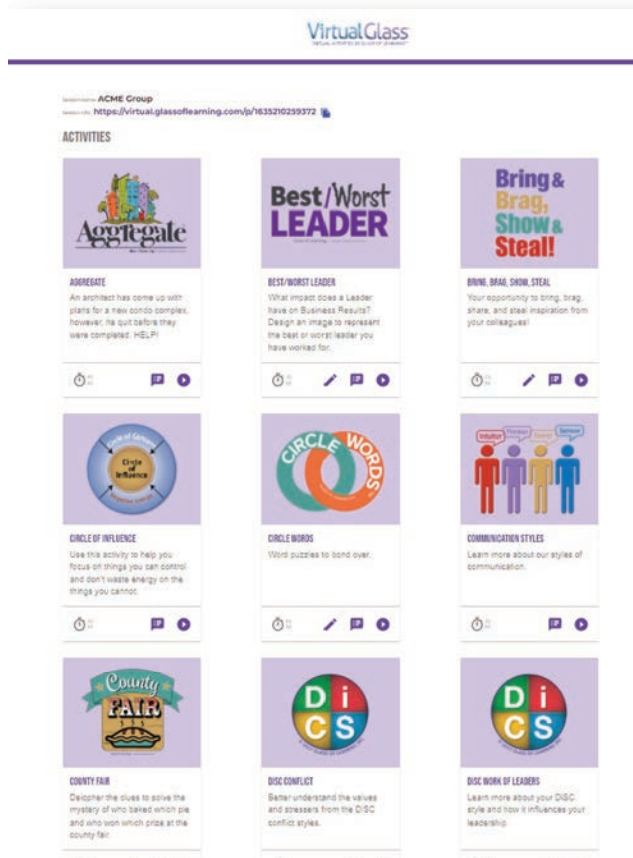 VirtualGlass
ACME Group
https://virtual.glassoflearning.com/p/1635210259372
ACTIVITIES
Aggregate
AGGREGATE
An architect has come up with
plans for a new condo complex,
however, he quit before they
were completed. HELP!
Best/Worst
LEADER
BEST/WORST LEADER
What impact does a Leader
have on Business Results?
Design an image to represent
the best or worst leader you
have worked for.
Bring &
Brag,
Show &
Steal!
BRING, BRAG, SHOW, STEAL
Your opportunity to bring, brag,
share, and steal inspiration from
your colleagues!
Circle of Concern
Circle
of
Influence
CIRCLE OF INFLUENCE
Use this activity to help you
focus on things you can control
and don't waste energy on the
things you cannot.
CIRCLE WORDS
CIRCLE WORDS
Word puzzles to bond over.
Intuitor Thinker Feeler Sensor
COMMUNICATION STYLES
Learn more about our styles of
communication.
County
FAIR
COUNTY FAIR
Deicpher the clues to solve the
mystery of who baked which pie
and who won which prize at the
county fair.
D i
C S
DISC CONFLICT
Better understand the values
and stressers from the DiSC
conflict styles.
D i
C S
DISC WORK OF LEADERS
Learn more about your DiSC
style and how it influences your
leadership.